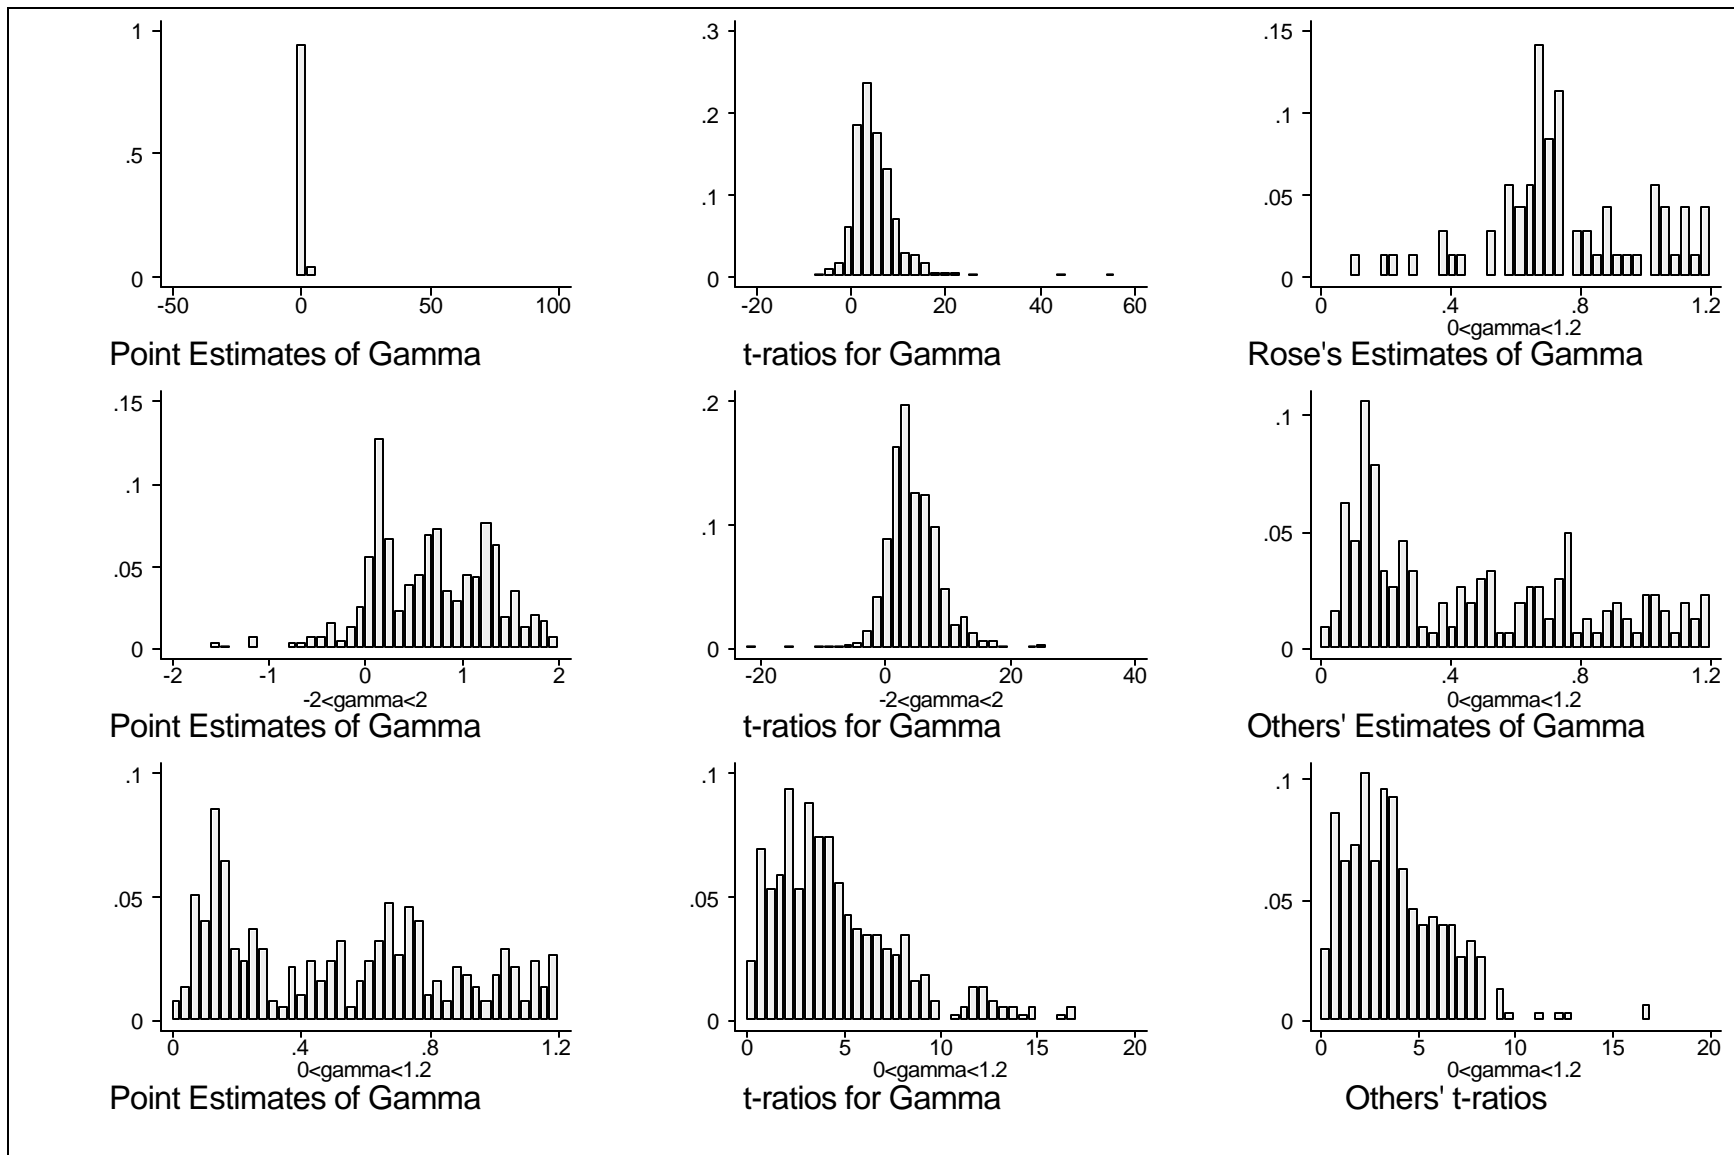 1
.5
0
-50 0 50 100
Point Estimates of Gamma
.3
.2
.1
0
-20 0 20 40 60
t-ratios for Gamma
.15
.1
.05
0
0 .4 .8 1.2
0<gamma<1.2
Rose's Estimates of Gamma
.15
.1
.05
0
-2 -1 0 1 2
-2<gamma<2
Point Estimates of Gamma
.2
.1
0
-20 0 20 40
-2<gamma<2
t-ratios for Gamma
.1
.05
0
0 .4 .8 1.2
0<gamma<1.2
Others' Estimates of Gamma
.1
.05
0
0 .4 .8 1.2
0<gamma<1.2
Point Estimates of Gamma
.1
.05
0
0 5 10 15 20
0<gamma<1.2
t-ratios for Gamma
.1
.05
0
0 5 10 15 20
0<gamma<1.2
Others' t-ratios